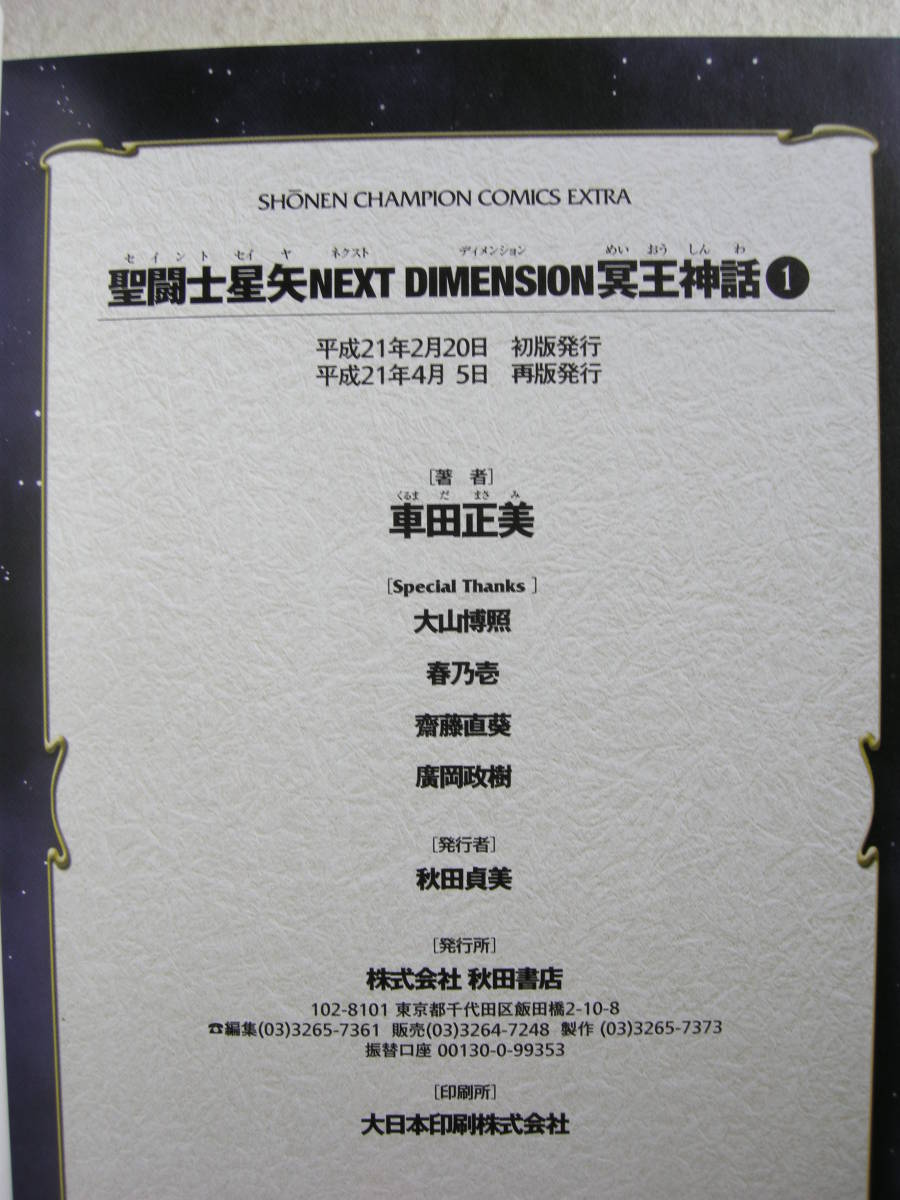 SHŌNEN CHAMPION COMICS EXTRA
セイント セイ ヤ ネクスト ディメンション めい おう しん わ
聖闘士星矢NEXT DIMENSION冥王神話❶
平成21年2月20日　初版発行
平成21年4月 5日　再版発行
[著　者]
くるま だ まさ み
車田正美
[Special Thanks ]
大山博照
春乃壱
齋藤直葵
廣岡政樹
[発行者]
秋田貞美
[発行所]
株式会社 秋田書店
102-8101 東京都千代田区飯田橋2-10-8
☎編集(03)3265-7361 販売(03)3264-7248 製作 (03)3265-7373
振替口座 00130-0-99353
[印刷所]
大日本印刷株式会社